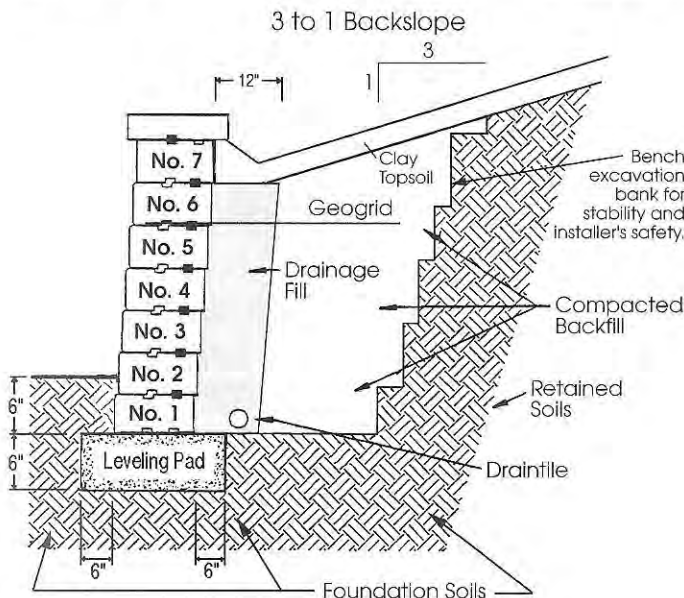 3 to 1 Backslope
3
1
12"
No. 7
Clay
Topsoil
Bench
excavation
bank for
stability and
installer's safety.
No. 6
Geogrid
No. 5
Drainage
Fill
No. 4
Compacted
Backfill
No. 3
No. 2
Retained
Soils
6"
No. 1
6"
Leveling Pad
Draintile
6"
6"
Foundation Soils